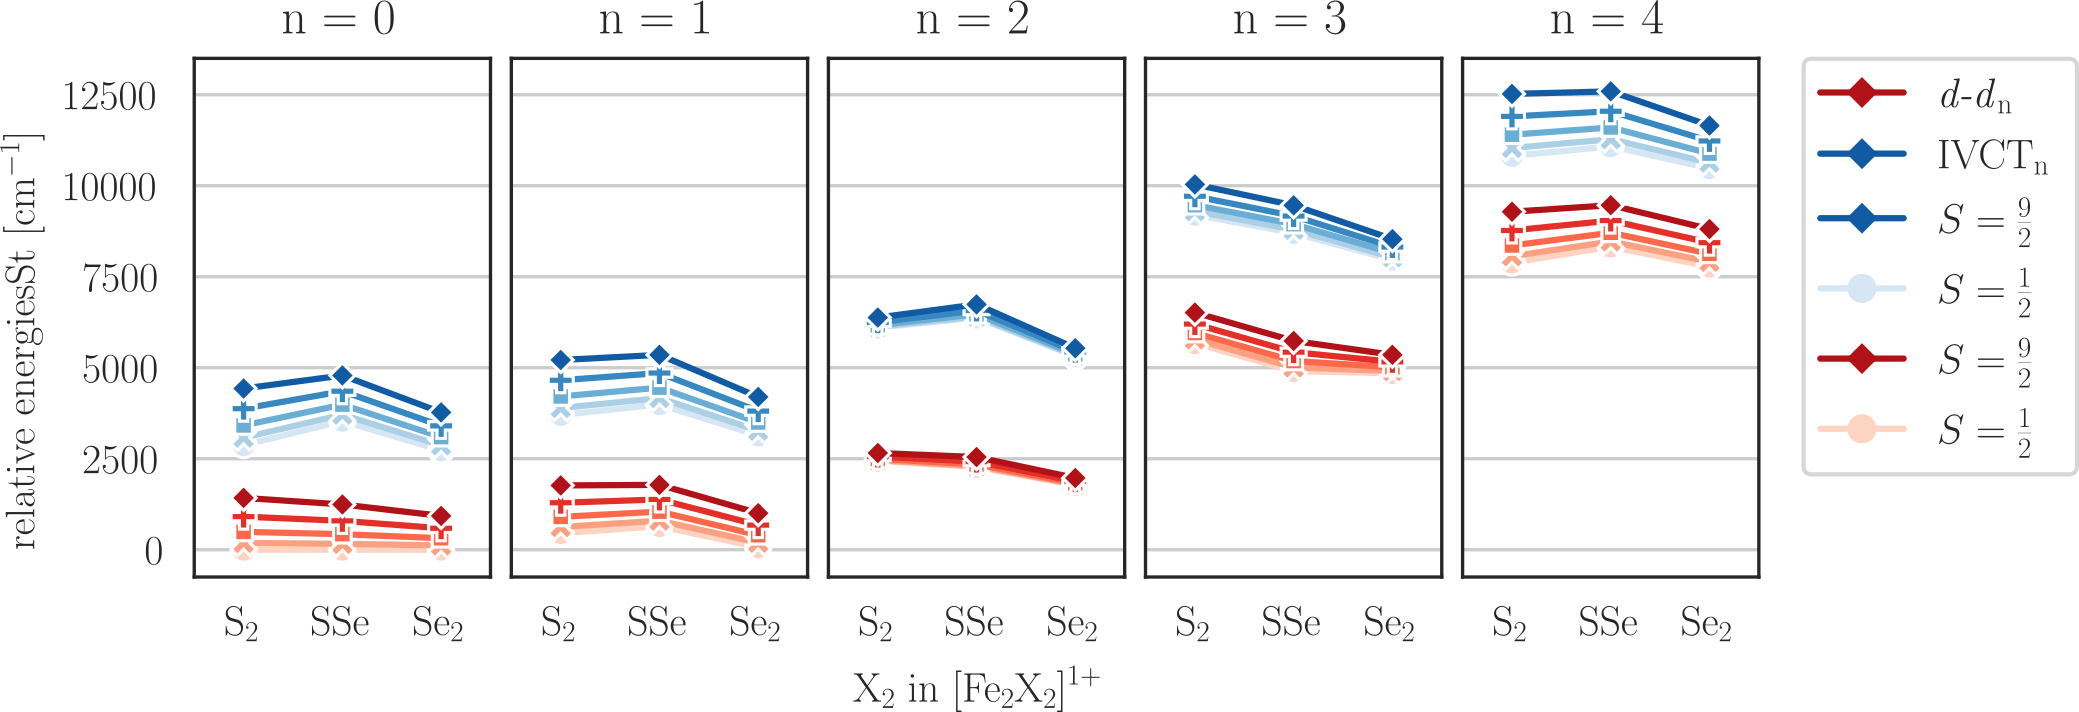 n = 0 n = 1 n = 2 n = 3 n = 4
relative energiesSt [cm⁻¹]
12500
10000
7500
5000
2500
0
S₂ SSe Se₂ S₂ SSe Se₂ S₂ SSe Se₂ S₂ SSe Se₂ S₂ SSe Se₂
X₂ in [Fe₂X₂]¹⁺
d-dₙ
IVCTₙ
S = 9/2
S = 1/2
S = 9/2
S = 1/2